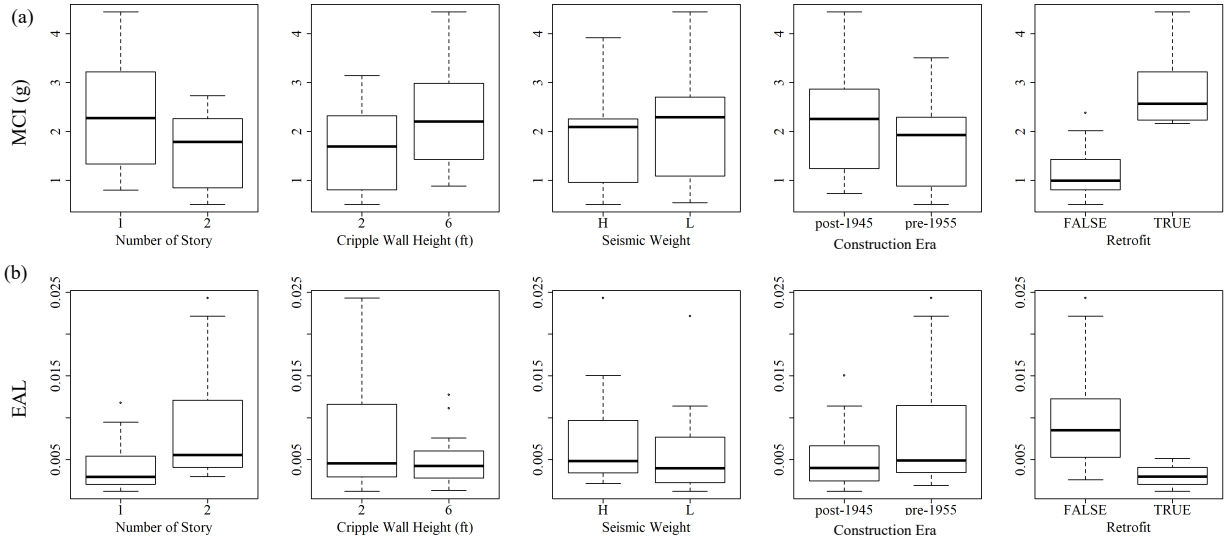 (a)
MCI (g)
4
3
2
1
1 2
Number of Story
4
3
2
1
2 6
Cripple Wall Height (ft)
4
3
2
1
H L
Seismic Weight
4
3
2
1
post-1945 pre-1955
Construction Era
4
3
2
1
FALSE TRUE
Retrofit
(b)
EAL
0.025
0.015
0.005
1 2
Number of Story
0.025
0.015
0.005
2 6
Cripple Wall Height (ft)
0.025
0.015
0.005
H L
Seismic Weight
0.025
0.015
0.005
post-1945 pre-1955
Construction Era
0.025
0.015
0.005
FALSE TRUE
Retrofit